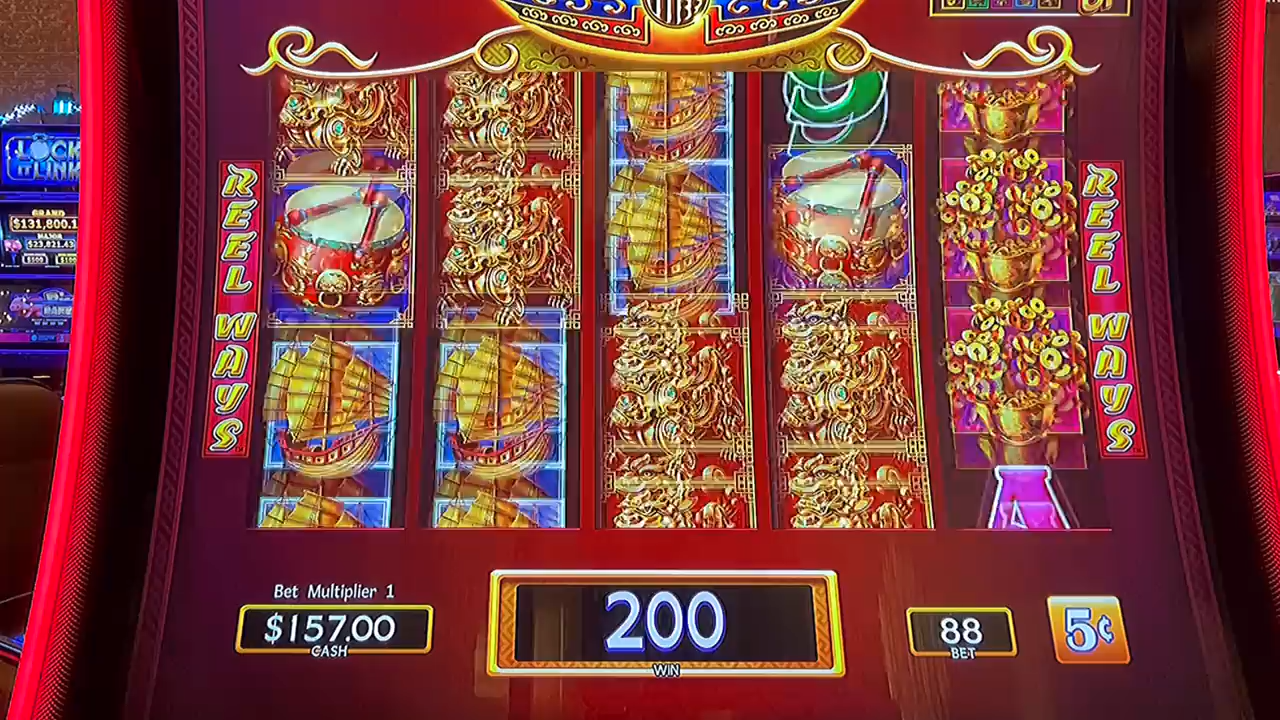 LOCK
IT LINK
GRAND
MAJOR
REEL WAYS
REEL WAYS
A
Bet Multiplier 1
$157.00
CASH
200
WIN
88
BET
5¢